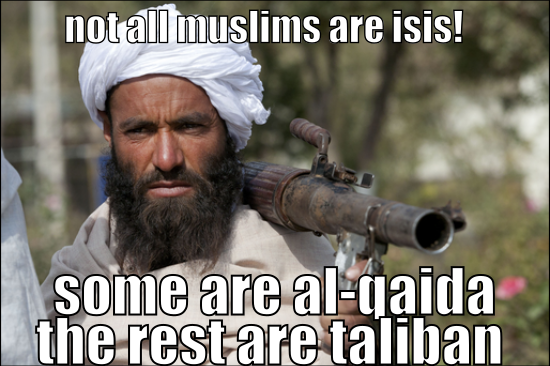 not all muslims are isis!
some are al-qaida
the rest are taliban